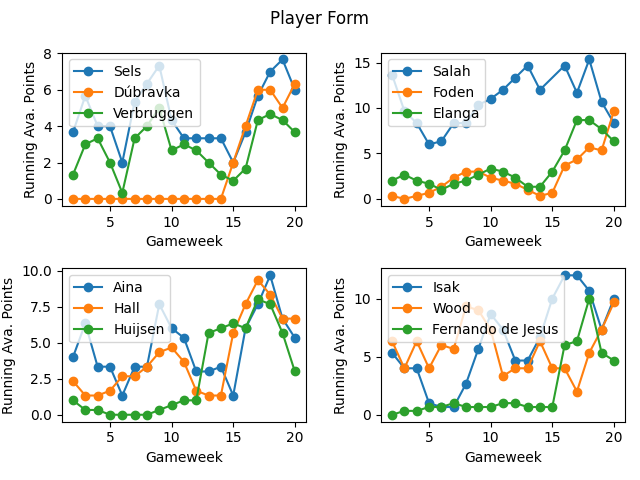 Player Form
Running Ava. Points
8
6
4
2
0
Sels
Dúbravka
Verbruggen
5 10 15 20
Gameweek
Running Ava. Points
15
10
5
0
Salah
Foden
Elanga
5 10 15 20
Gameweek
Running Ava. Points
10.0
7.5
5.0
2.5
0.0
Aina
Hall
Huijsen
5 10 15 20
Gameweek
Running Ava. Points
10
5
0
Isak
Wood
Fernando de Jesus
5 10 15 20
Gameweek